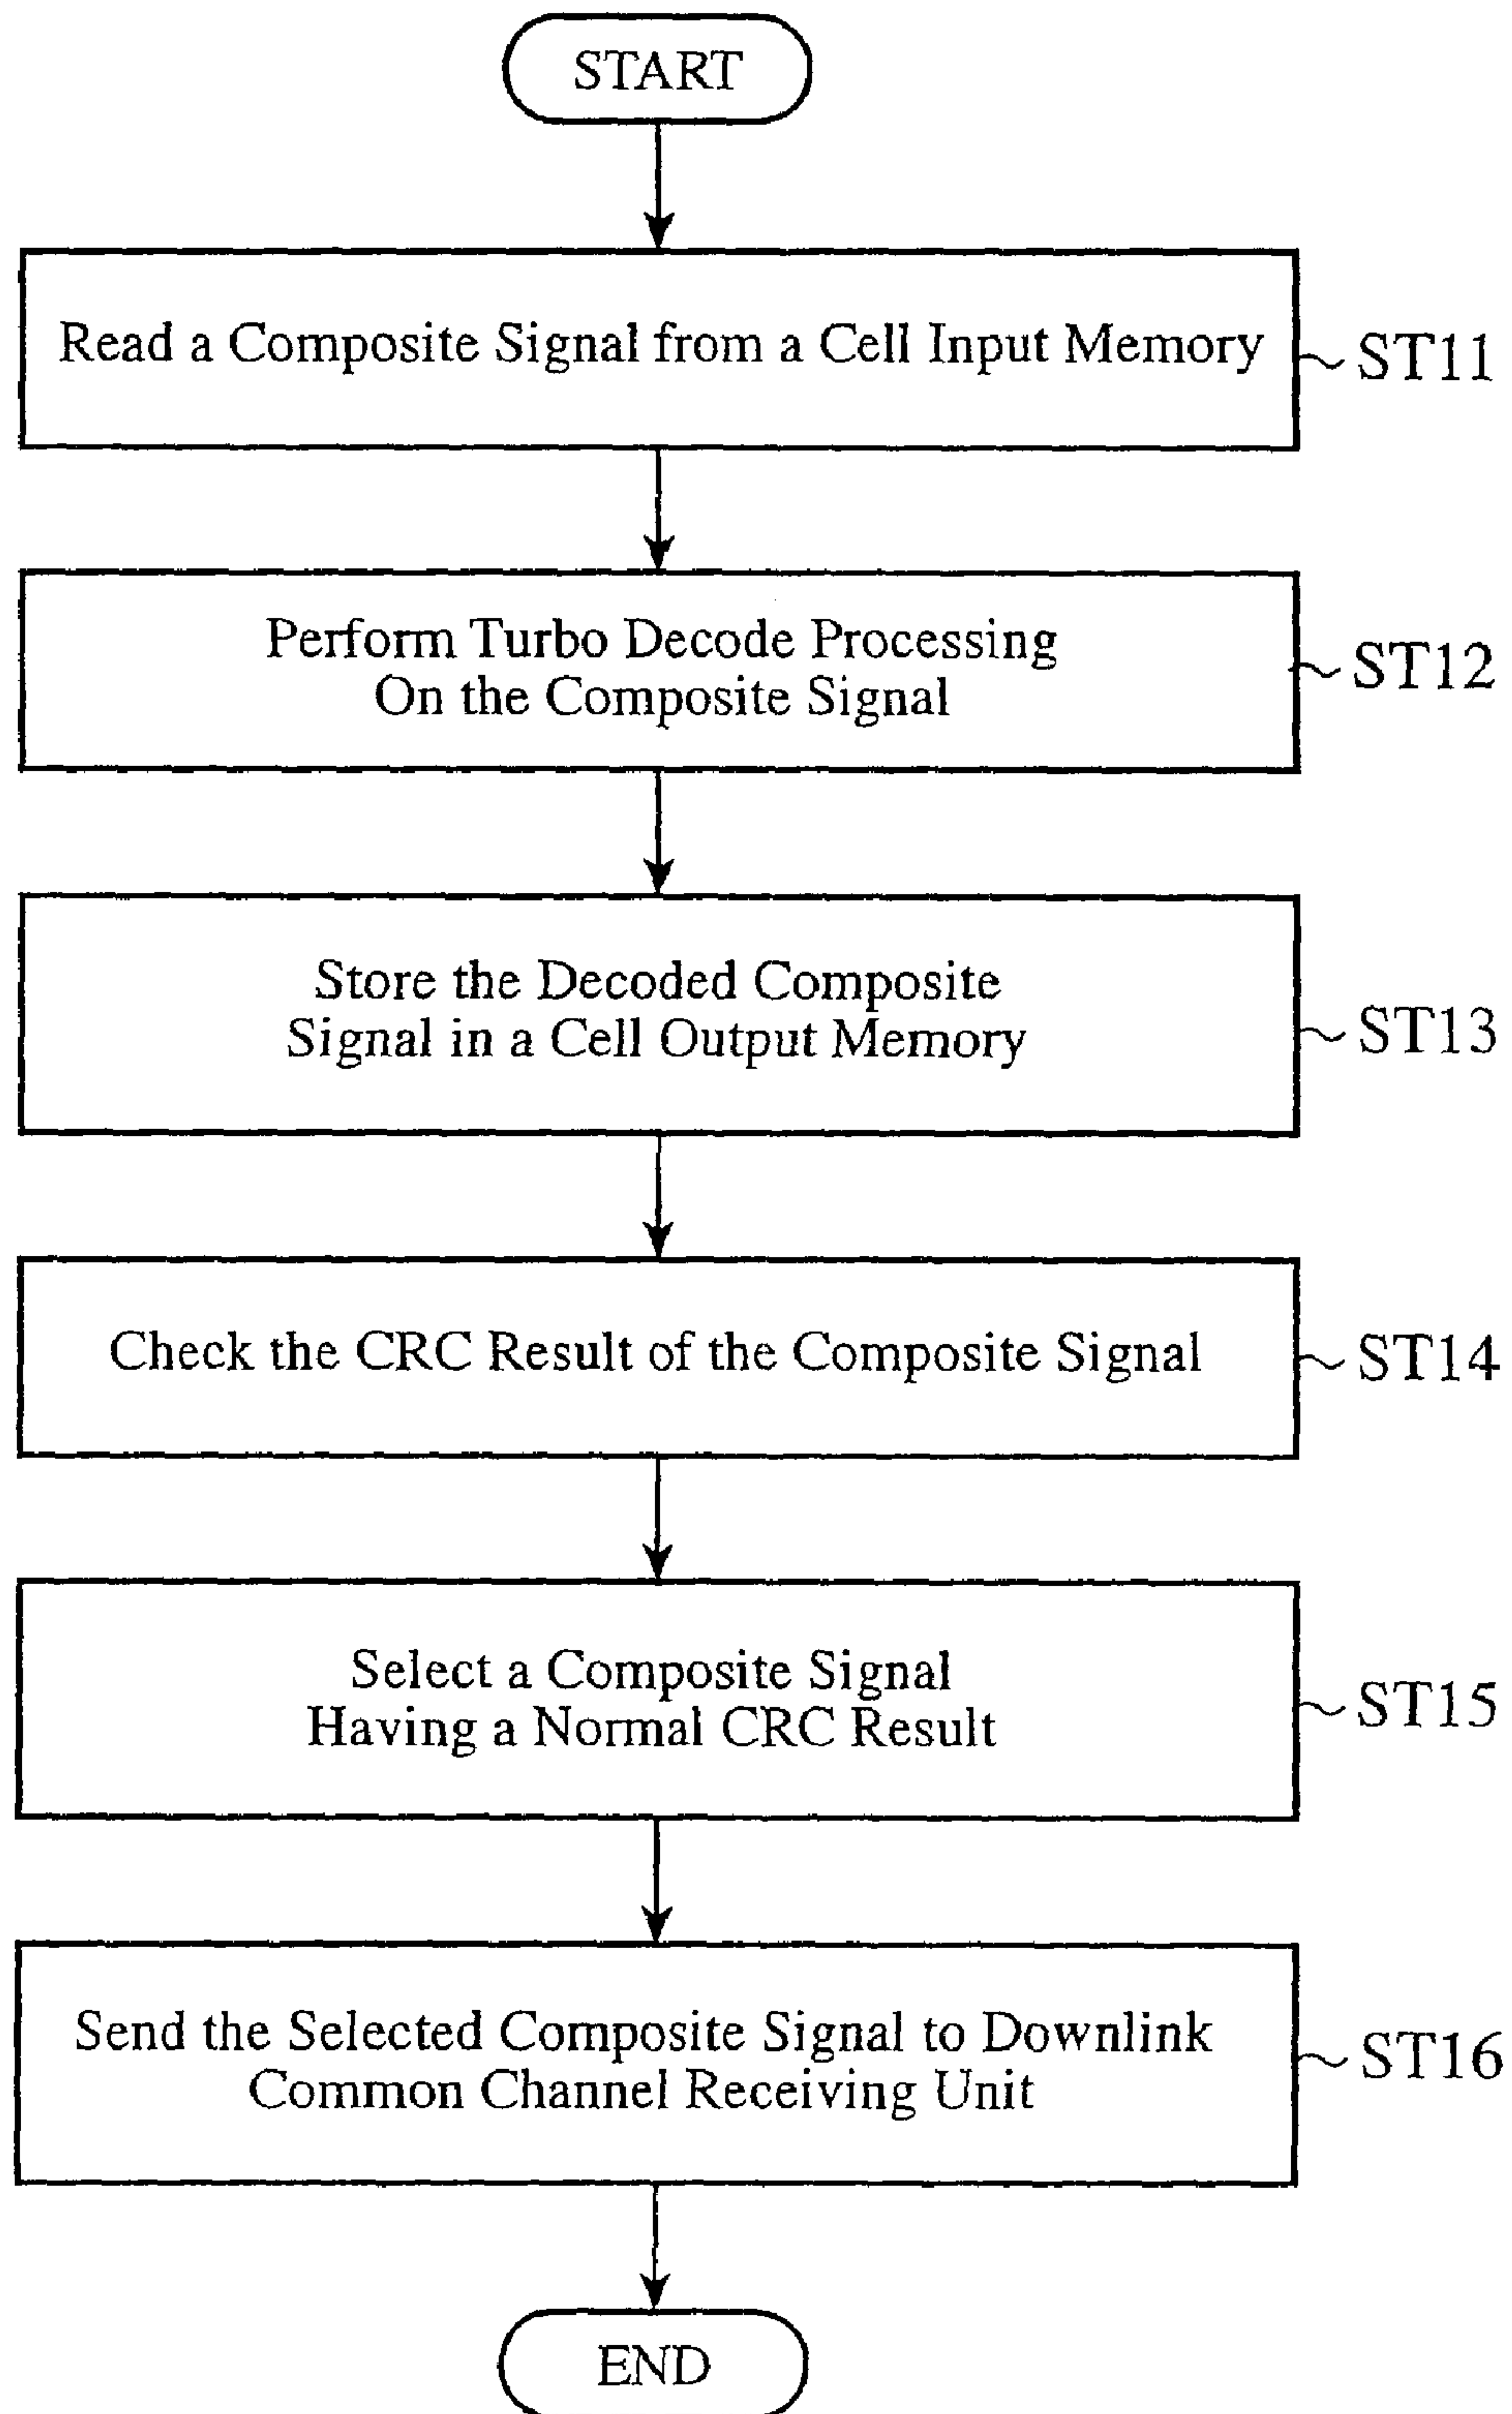 START
Read a Composite Signal from a Cell Input Memory
ST11
Perform Turbo Decode Processing
On the Composite Signal
ST12
Store the Decoded Composite
Signal in a Cell Output Memory
ST13
Check the CRC Result of the Composite Signal
ST14
Select a Composite Signal
Having a Normal CRC Result
ST15
Send the Selected Composite Signal to Downlink
Common Channel Receiving Unit
ST16
END